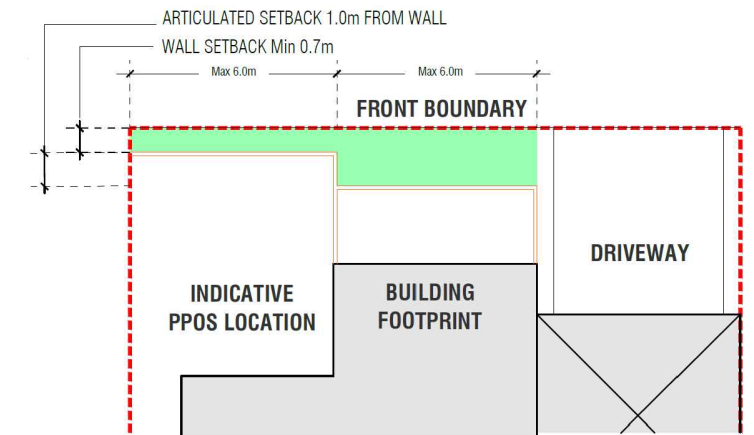 ARTICULATED SETBACK 1.0m FROM WALL
WALL SETBACK Min 0.7m
Max 6.0m
Max 6.0m
FRONT BOUNDARY
DRIVEWAY
INDICATIVE
PPOS LOCATION
BUILDING
FOOTPRINT